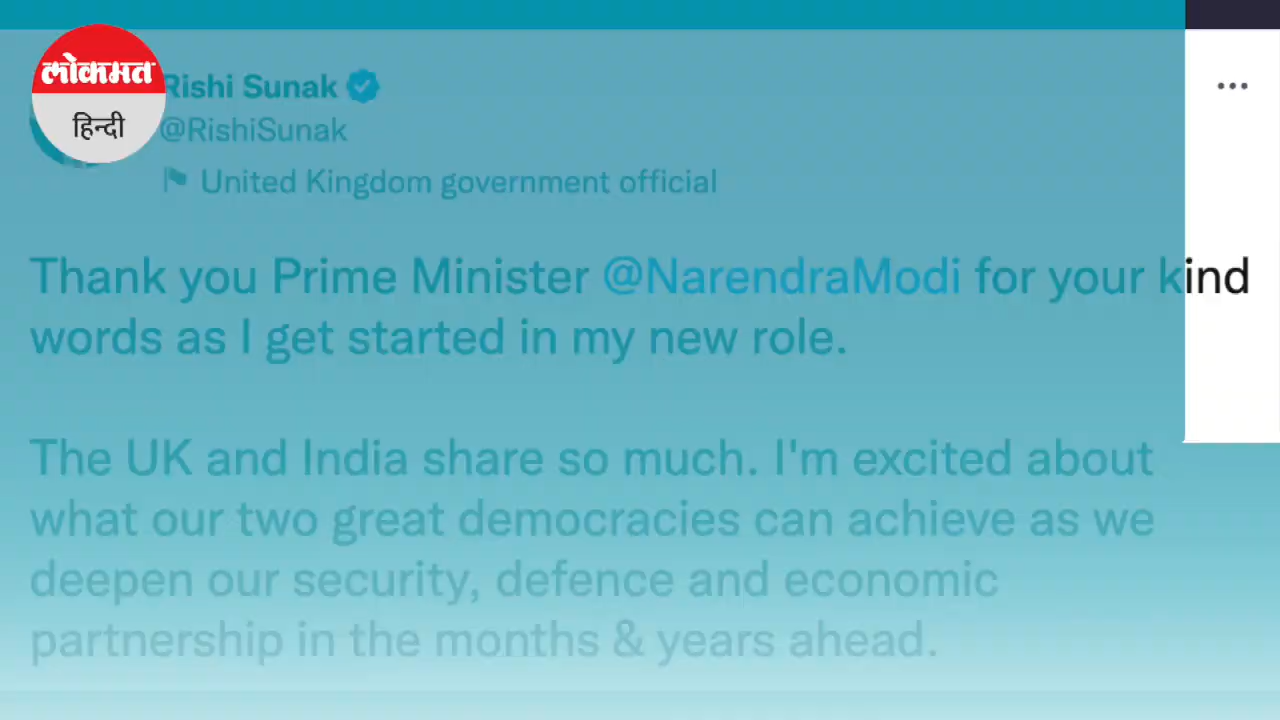 लोकमत
हिन्दी
Rishi Sunak
@RishiSunak
United Kingdom government official
Thank you Prime Minister @NarendraModi for your kind
words as I get started in my new role.
The UK and India share so much. I'm excited about
what our two great democracies can achieve as we
deepen our security, defence and economic
partnership in the months & years ahead.